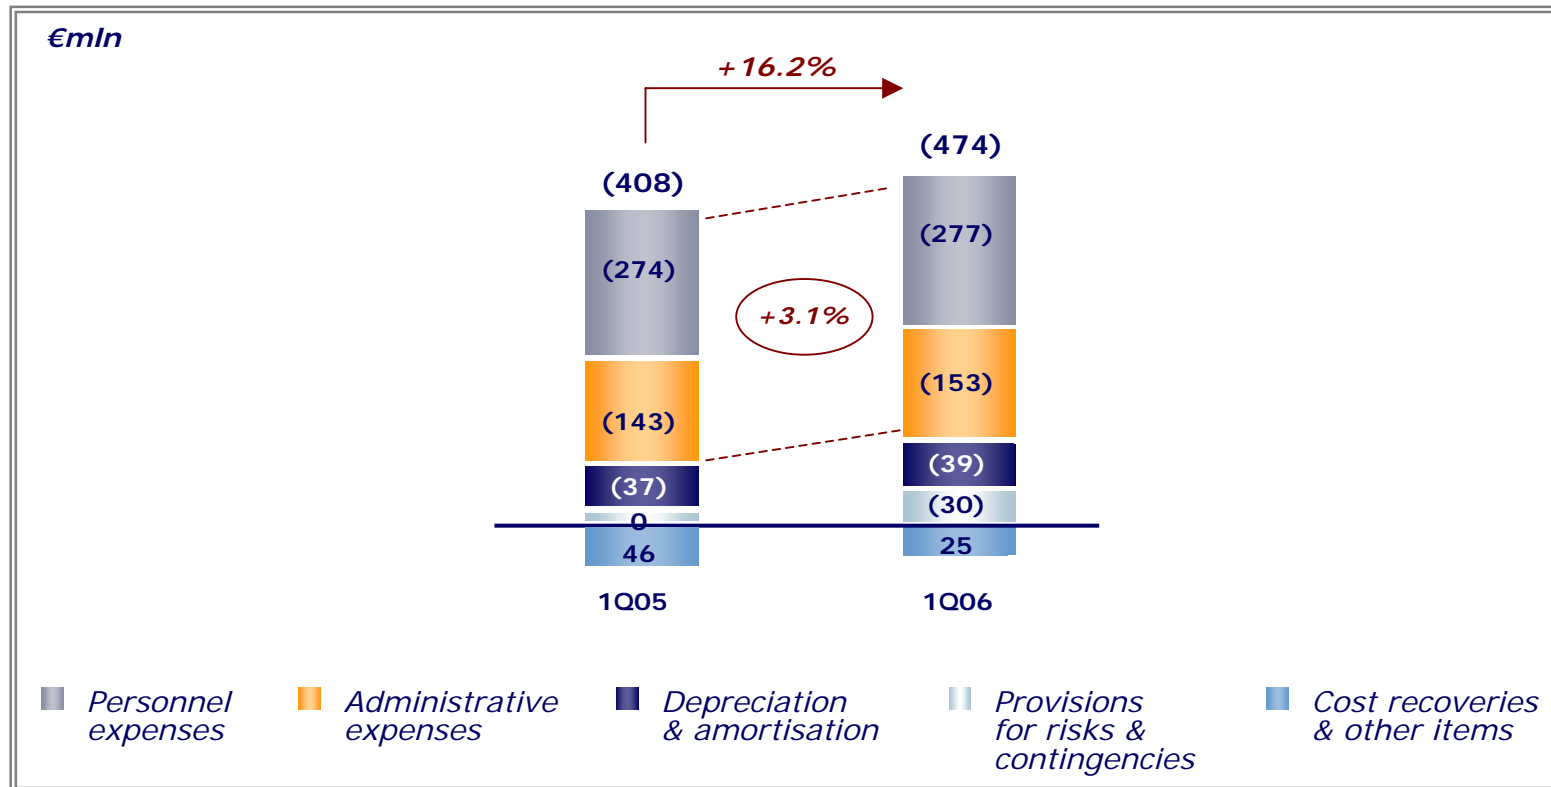 €mln
+16.2%
(474)
(408)
(277)
(274)
+3.1%
(153)
(143)
(39)
(37)
(30)
0
25
46
1Q05
1Q06
Personnel
expenses
Administrative
expenses
Depreciation
& amortisation
Provisions
for risks &
contingencies
Cost recoveries
& other items